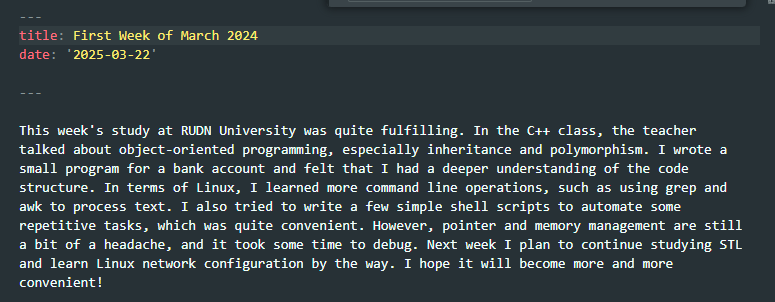 ---
title: First Week of March 2024
date: '2025-03-22'
---
This week's study at RUDN University was quite fulfilling. In the C++ class, the teacher
talked about object-oriented programming, especially inheritance and polymorphism. I wrote a
small program for a bank account and felt that I had a deeper understanding of the code
structure. In terms of Linux, I learned more command line operations, such as using grep and
awk to process text. I also tried to write a few simple shell scripts to automate some
repetitive tasks, which was quite convenient. However, pointer and memory management are still
a bit of a headache, and it took some time to debug. Next week I plan to continue studying STL
and learn Linux network configuration by the way. I hope it will become more and more
convenient!